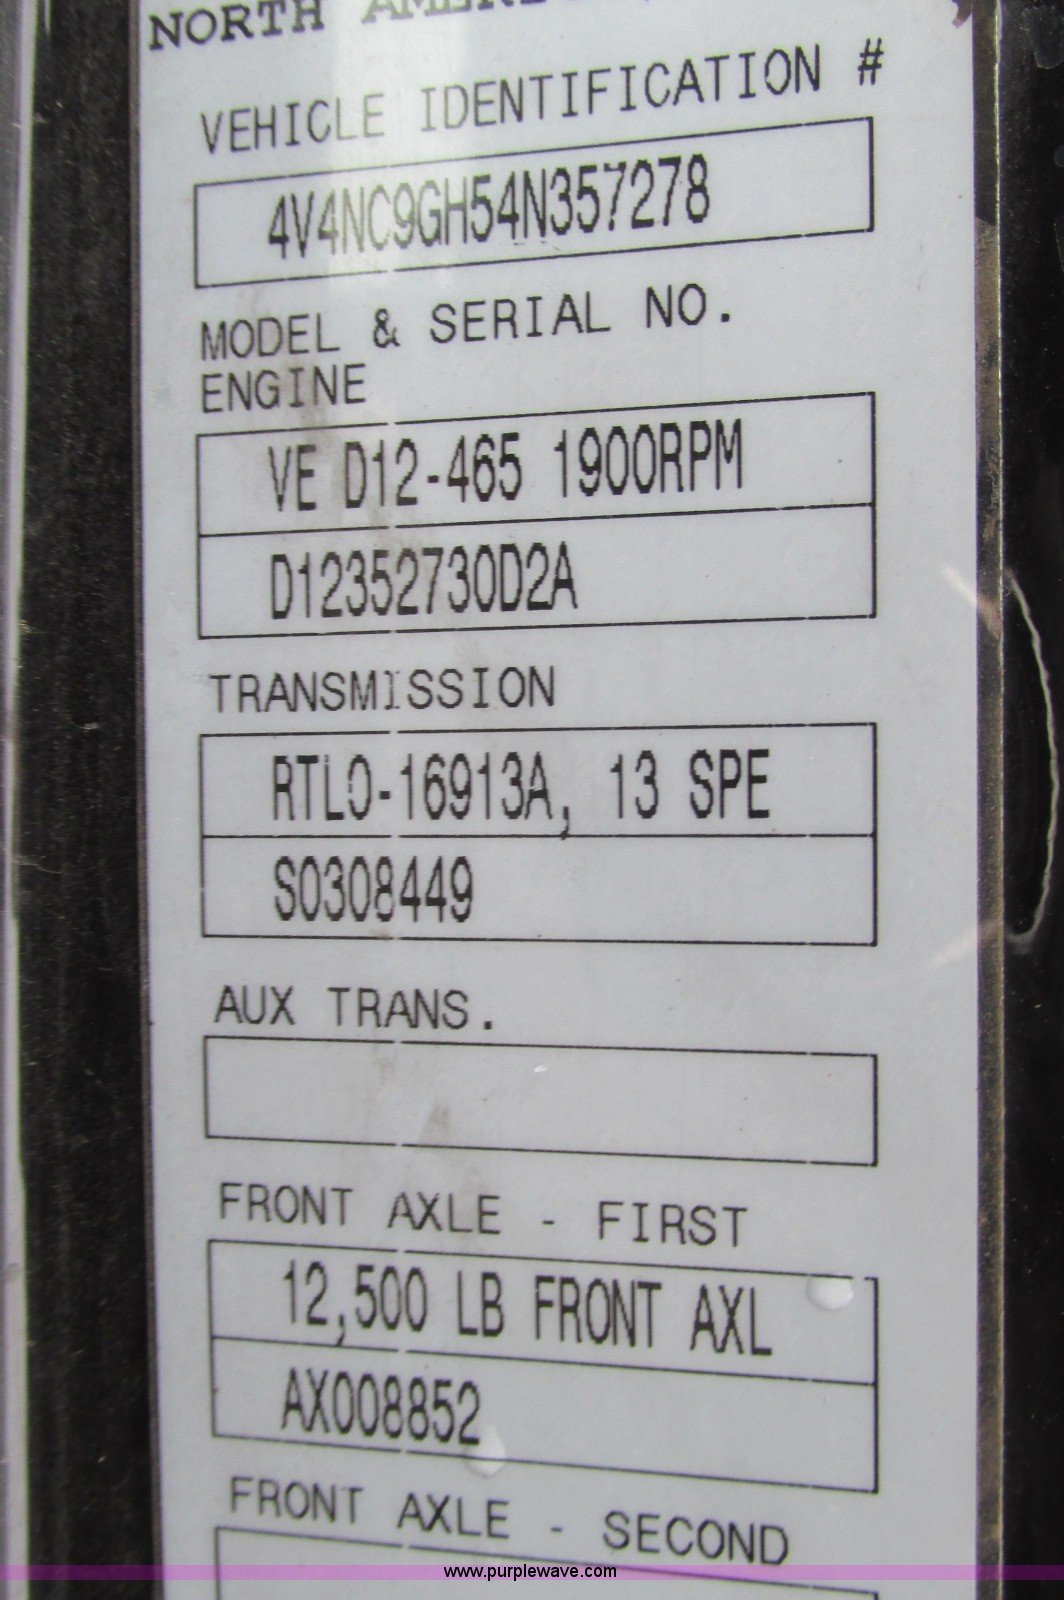 NORTH
VEHICLE IDENTIFICATION #
4V4NC9GH54N357278
MODEL & SERIAL NO.
ENGINE
VE D12-465 1900RPM
D12352730D2A
TRANSMISSION
RTLO-16913A, 13 SPE
S0308449
AUX TRANS.
FRONT AXLE - FIRST
12,500 LB FRONT AXL
AX008852
FRONT AXLE - SECOND
www.purplewave.com